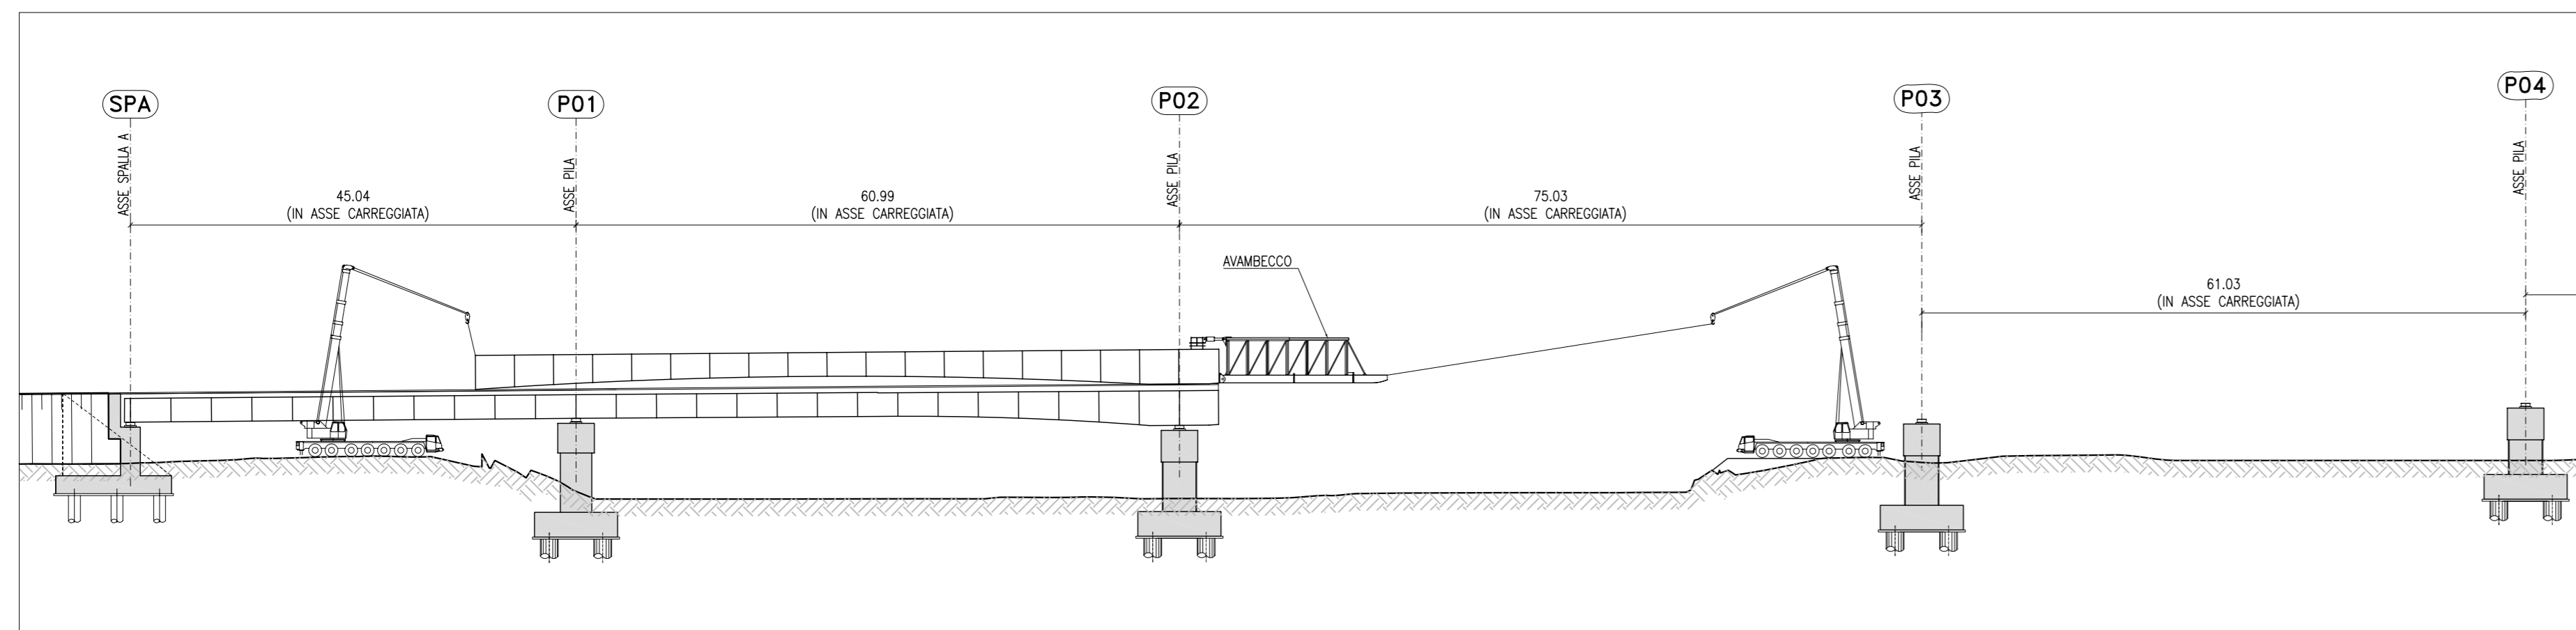 SPA
P01
P02
P03
P04
ASSE SPALLA A
ASSE PILA
ASSE PILA
ASSE PILA
ASSE PILA
45.04
(IN ASSE CARREGGIATA)
60.99
(IN ASSE CARREGGIATA)
75.03
(IN ASSE CARREGGIATA)
AVAMBECCO
61.03
(IN ASSE CARREGGIATA)